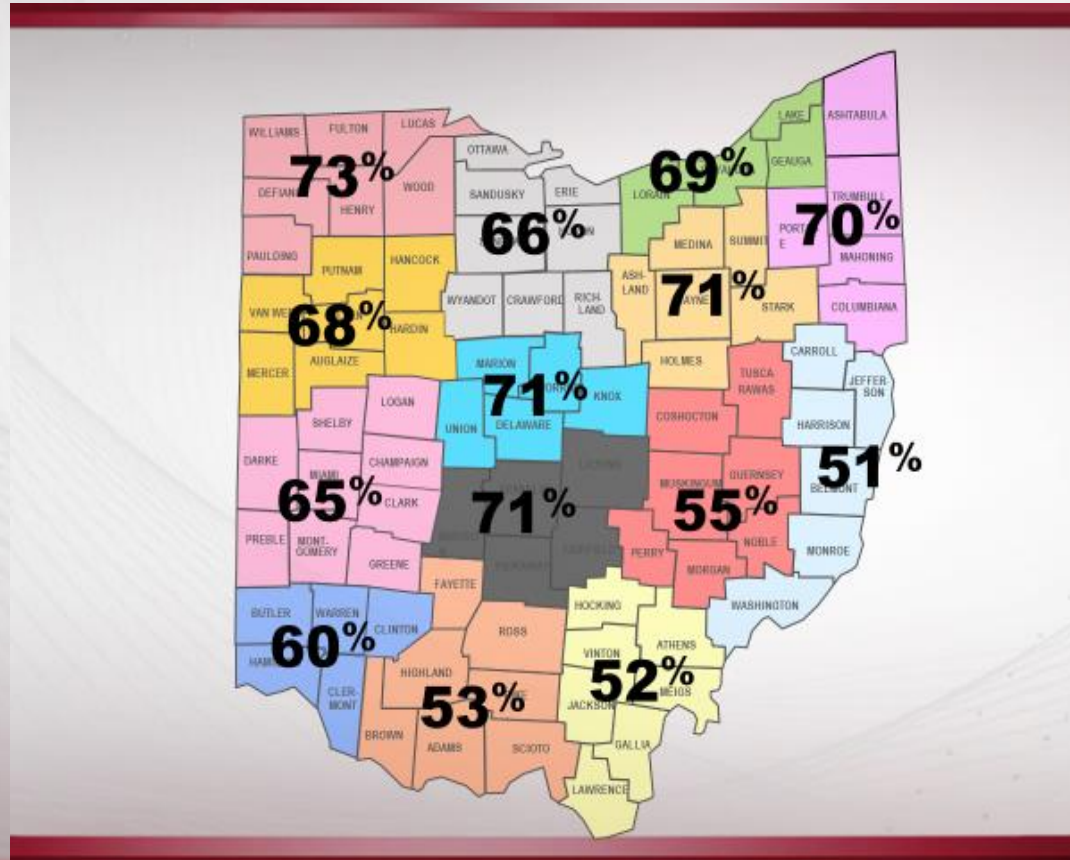 WILLIAMS
FULTON
LUCAS
HENRY
WOOD
PAULDING
73%
OTTAWA
SANDUSKY
ERIE
WYANDOT
CRAWFORD
RICH-
LAND
66%
LORAIN
LAKE
GEAUGA
69%
ASHTABULA
TRUMBULL
MAHONING
COLUMBIANA
70%
PUTNAM
HANCOCK
HARDIN
AUGLAIZE
MERCER
68%
MEDINA
SUMMIT
ASH-
LAND
STARK
HOLMES
71%
MARION
KNOX
UNION
DELAWARE
71%
CARROLL
JEFFER-
SON
HARRISON
BELMONT
MONROE
WASHINGTON
51%
TUSCA
RAWAS
COSHOCTON
MUSKINGUM
GUERNSEY
NOBLE
PERRY
MORGAN
55%
LOGAN
SHELBY
DARKE
MIAMI
CHAMPAIGN
CLARK
PREBLE
MONT-
GOMERY
GREENE
65%
71%
BUTLER
WARREN
CLINTON
CLER-
MONT
60%
FAYETTE
ROSS
HIGHLAND
BROWN
ADAMS
SCIOTO
53%
HOCKING
VINTON
ATHENS
MEIGS
JACKSON
GALLIA
LAWRENCE
52%